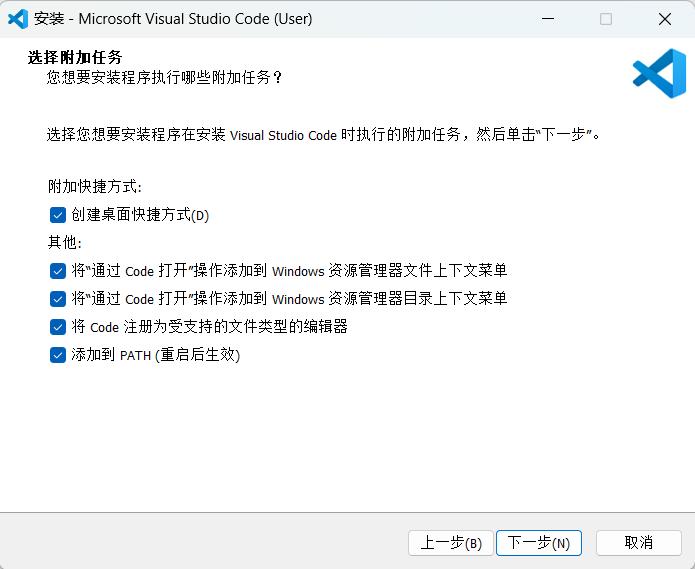 安装 - Microsoft Visual Studio Code (User)
选择附加任务
您想要安装程序执行哪些附加任务？
选择您想要安装程序在安装 Visual Studio Code 时执行的附加任务，然后单击“下一步”。
附加快捷方式:
创建桌面快捷方式(D)
其他:
将“通过 Code 打开”操作添加到 Windows 资源管理器文件上下文菜单
将“通过 Code 打开”操作添加到 Windows 资源管理器目录上下文菜单
将 Code 注册为受支持的文件类型的编辑器
添加到 PATH (重启后生效)
上一步(B) 下一步(N) 取消